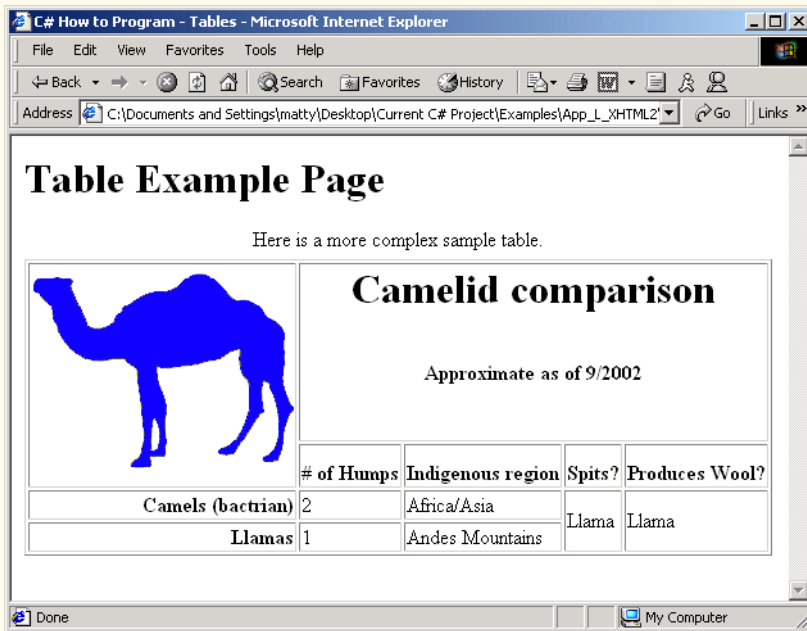 C# How to Program - Tables - Microsoft Internet Explorer
File Edit View Favorites Tools Help
Back Search Favorites History
Address C:\Documents and Settings\matty\Desktop\Current C# Project\Examples\App_L_XHTML2\ Go Links »
Table Example Page
Here is a more complex sample table.
Camelid comparison
Approximate as of 9/2002
# of Humps Indigenous region Spits? Produces Wool?
Camels (bactrian) 2 Africa/Asia Llama Llama
Llamas 1 Andes Mountains
Done My Computer